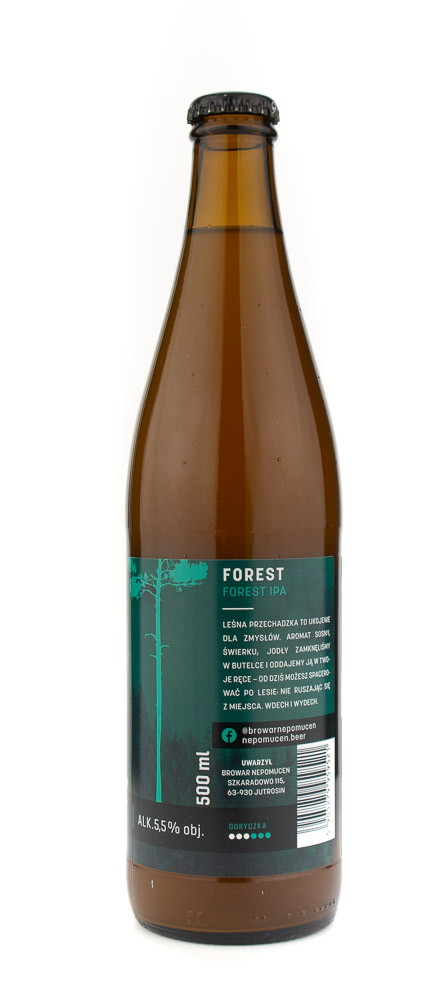 FOREST
FOREST IPA
LEŚNA PRZECHADZKA TO UKOJENIE
DLA ZMYSŁÓW. AROMAT SOSNY,
ŚWIERKU, JODŁY ZAMKNĘLIŚMY
W BUTELCE I ODDAJEMY JĄ W TWO-
JE RĘCE – OD DZIŚ MOŻESZ SPACERO-
WAĆ PO LESIE, NIE RUSZAJĄC SIĘ
Z MIEJSCA. WDECH I WYDECH.
@browarnepomucen
nepomucen.beer
UWARZYŁ
BROWAR NEPOMUCEN
SZKARADOWO 115,
63-930 JUTROSIN
500 ml
ALK.5,5% obj.
GORYCZKA